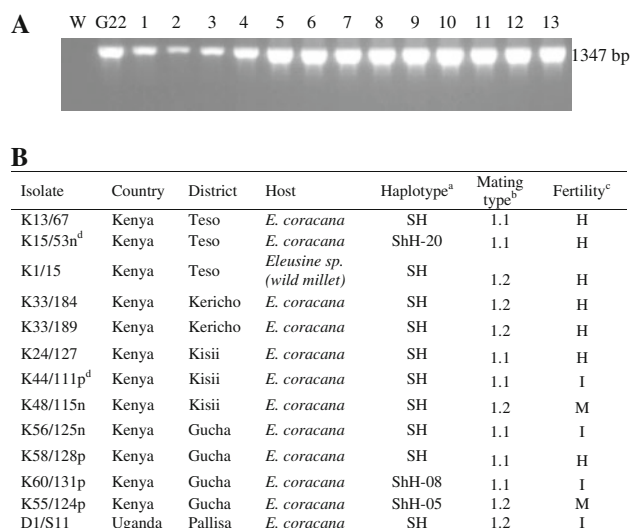 A
W G22 1 2 3 4 5 6 7 8 9 10 11 12 13
1347 bp
B
Isolate Country District Host Haplotypeᵃ Mating typeᵇ Fertilityᶜ
K13/67 Kenya Teso E. coracana SH 1.1 H
K15/53nᵈ Kenya Teso E. coracana ShH-20 1.1 H
K1/15 Kenya Teso Eleusine sp. (wild millet) SH 1.2 H
K33/184 Kenya Kericho E. coracana SH 1.2 H
K33/189 Kenya Kericho E. coracana SH 1.2 H
K24/127 Kenya Kisii E. coracana SH 1.1 H
K44/111pᵈ Kenya Kisii E. coracana SH 1.1 I
K48/115n Kenya Kisii E. coracana SH 1.2 M
K56/125n Kenya Gucha E. coracana SH 1.1 I
K58/128p Kenya Gucha E. coracana SH 1.1 H
K60/131p Kenya Gucha E. coracana ShH-08 1.1 I
K55/124p Kenya Gucha E. coracana ShH-05 1.2 M
D1/S11 Uganda Pallisa E. coracana SH 1.2 I